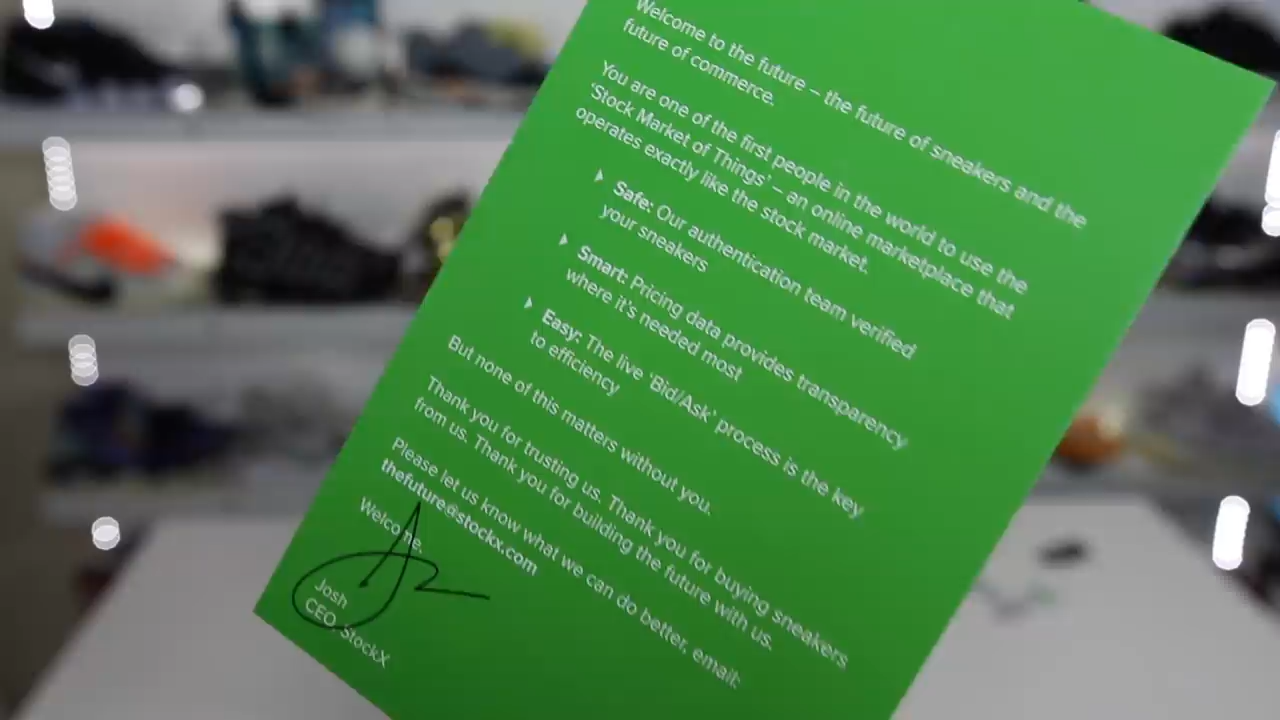 Welcome to the future – the future of sneakers and the
future of commerce.
You are one of the first people in the world to use the
‘Stock Market of Things’ – an online marketplace that
operates exactly like the stock market.
Safe: Our authentication team verified
your sneakers
Smart: Pricing data provides transparency
where it's needed most
Easy: The live ‘Bid/Ask’ process is the key
to efficiency
But none of this matters without you.
Thank you for trusting us. Thank you for buying sneakers
from us. Thank you for building the future with us.
Please let us know what we can do better, email:
thefuture@stockx.com
Welcome.
Josh
CEO, StockX